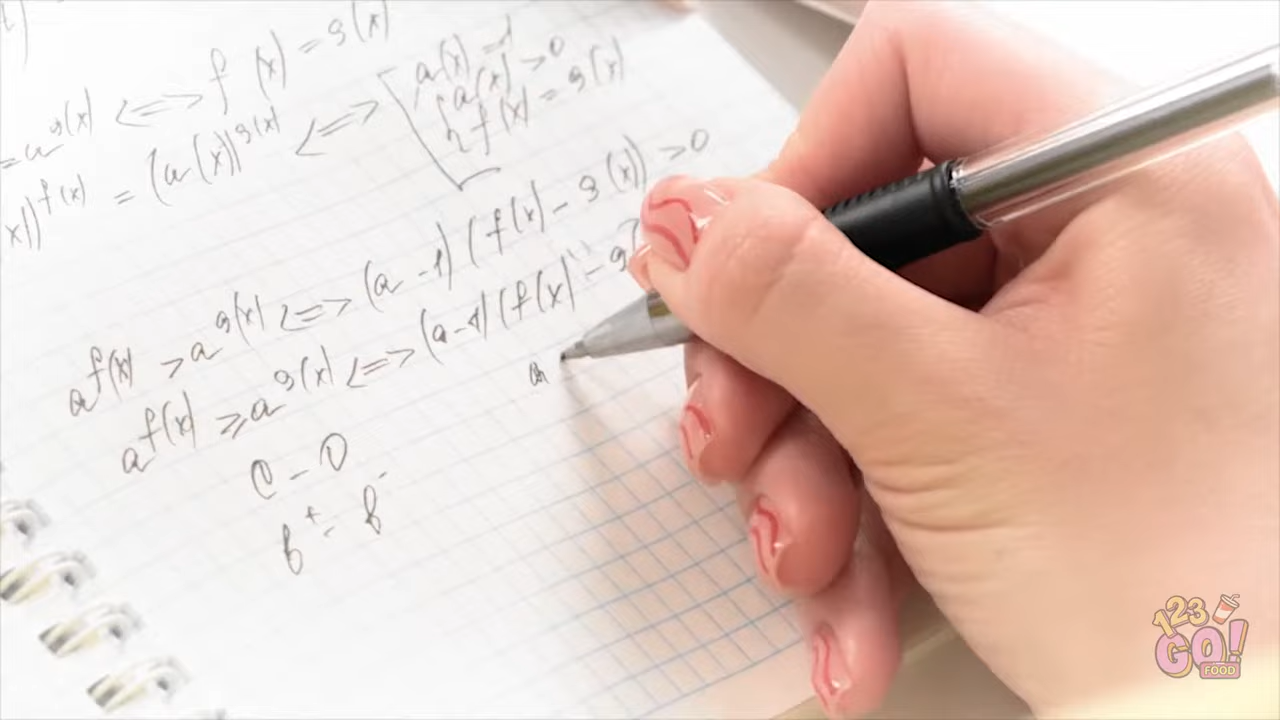 = a^g(x) <=> f(x) = g(x)
x))^f(x) = (a(x))^g(x) <=> [ a(x) = 1
{ a(x) > 0
f(x) = g(x)
a^f(x) > a^g(x) <=> (a-1)(f(x) - g(x)) > 0
a^f(x) ⩾ a^g(x) <=> (a-1)(f(x) - g
C - D
b⁺ - b⁻
123
GO!
FOOD